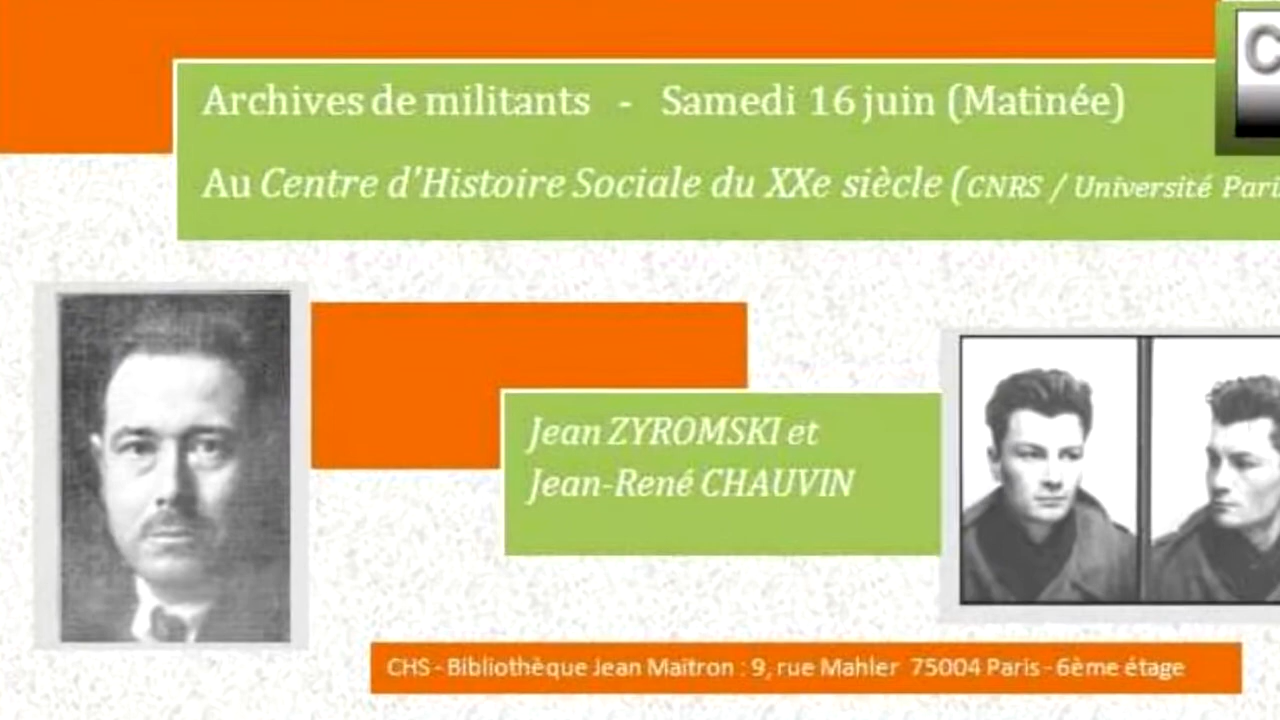 C
Archives de militants - Samedi 16 juin (Matinée)
Au Centre d'Histoire Sociale du XXe siècle (CNRS / Université Pari
Jean ZYROMSKI et
Jean-René CHAUVIN
CHS - Bibliothèque Jean Maitron : 9, rue Mahler 75004 Paris - 6ème étage